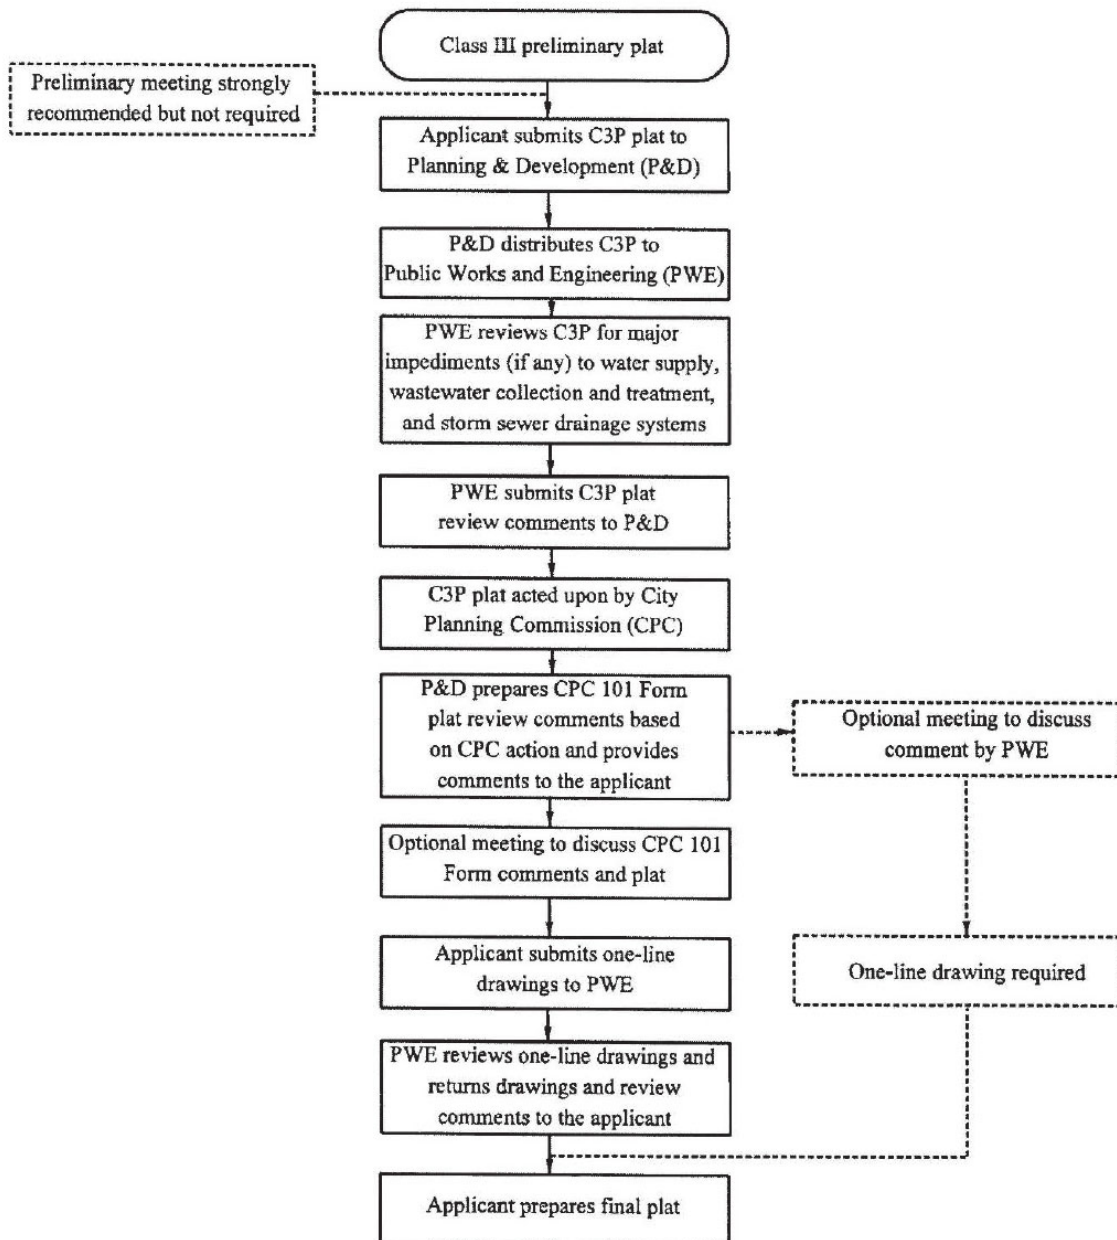 Class III preliminary plat
Preliminary meeting strongly
recommended but not required
Applicant submits C3P plat to
Planning & Development (P&D)
P&D distributes C3P to
Public Works and Engineering (PWE)
PWE reviews C3P for major
impediments (if any) to water supply,
wastewater collection and treatment,
and storm sewer drainage systems
PWE submits C3P plat
review comments to P&D
C3P plat acted upon by City
Planning Commission (CPC)
P&D prepares CPC 101 Form
plat review comments based
on CPC action and provides
comments to the applicant
Optional meeting to discuss
comment by PWE
Optional meeting to discuss CPC 101
Form comments and plat
Applicant submits one-line
drawings to PWE
One-line drawing required
PWE reviews one-line drawings and
returns drawings and review
comments to the applicant
Applicant prepares final plat